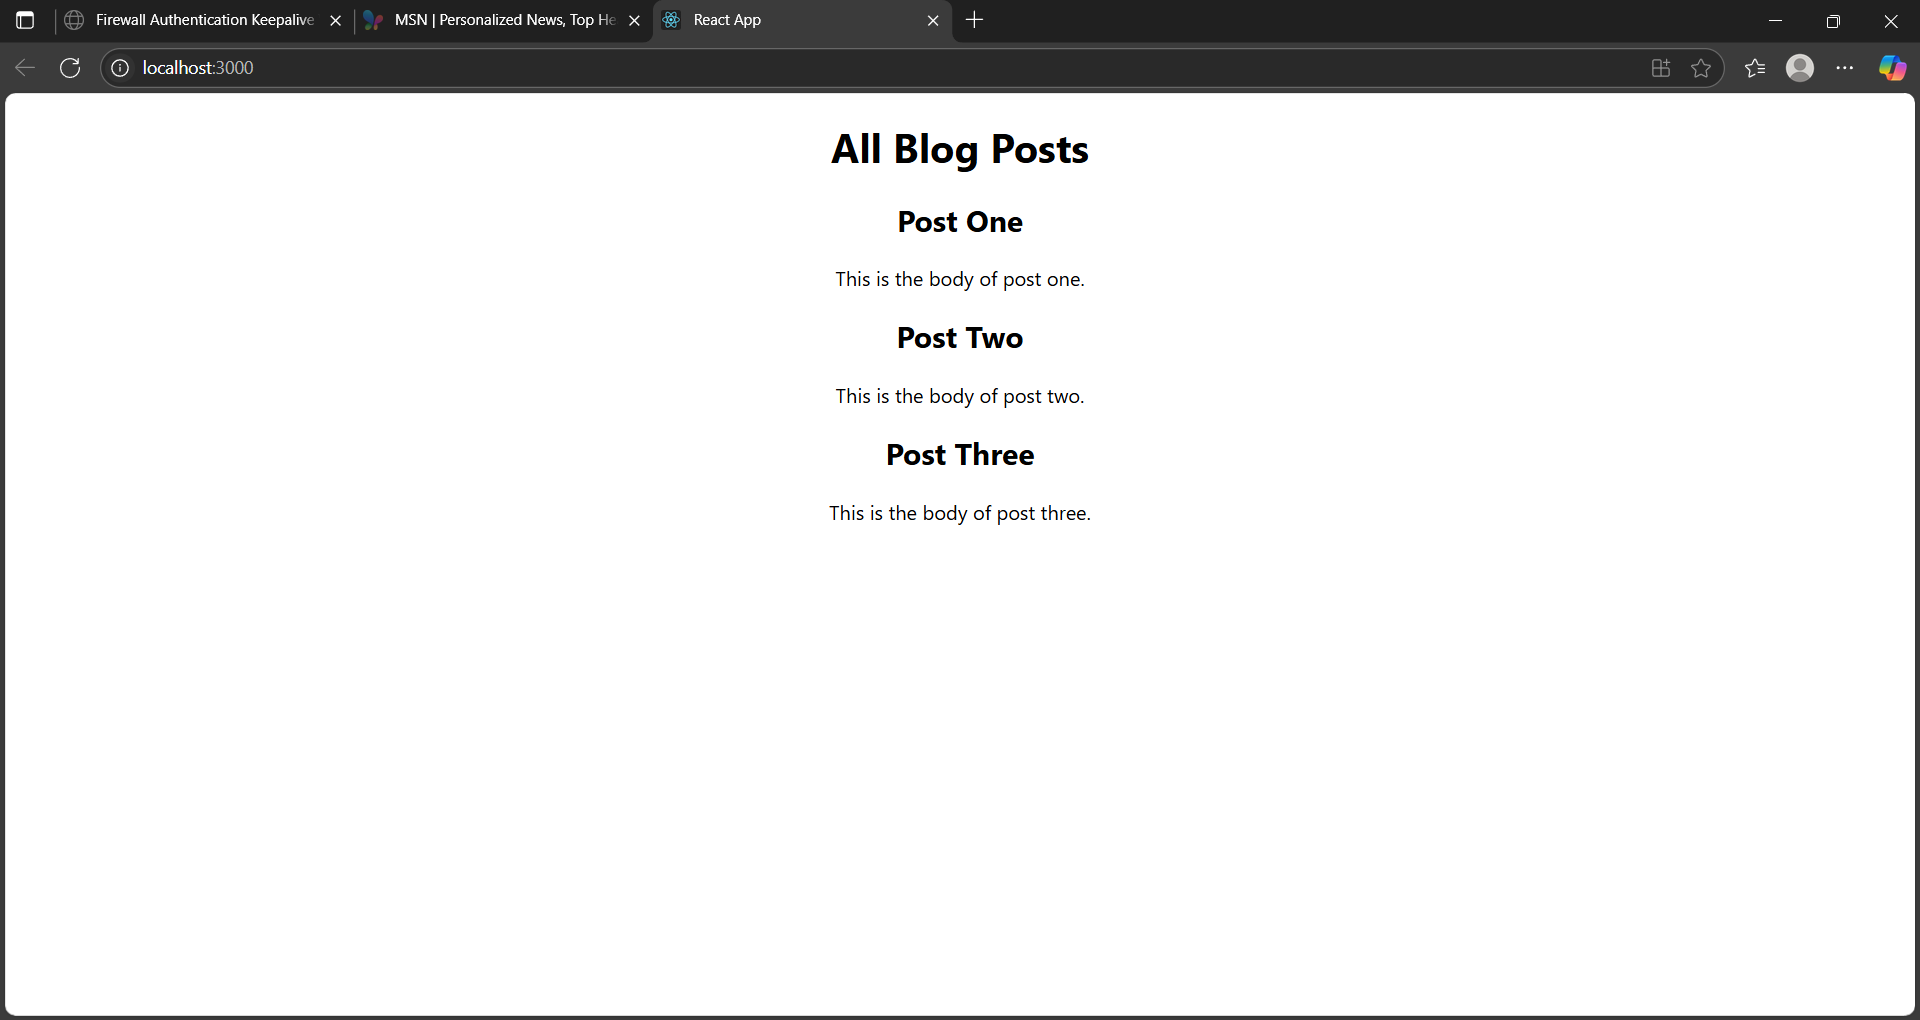 Firewall Authentication Keepalive
MSN | Personalized News, Top He
React App
localhost:3000
All Blog Posts
Post One
This is the body of post one.
Post Two
This is the body of post two.
Post Three
This is the body of post three.